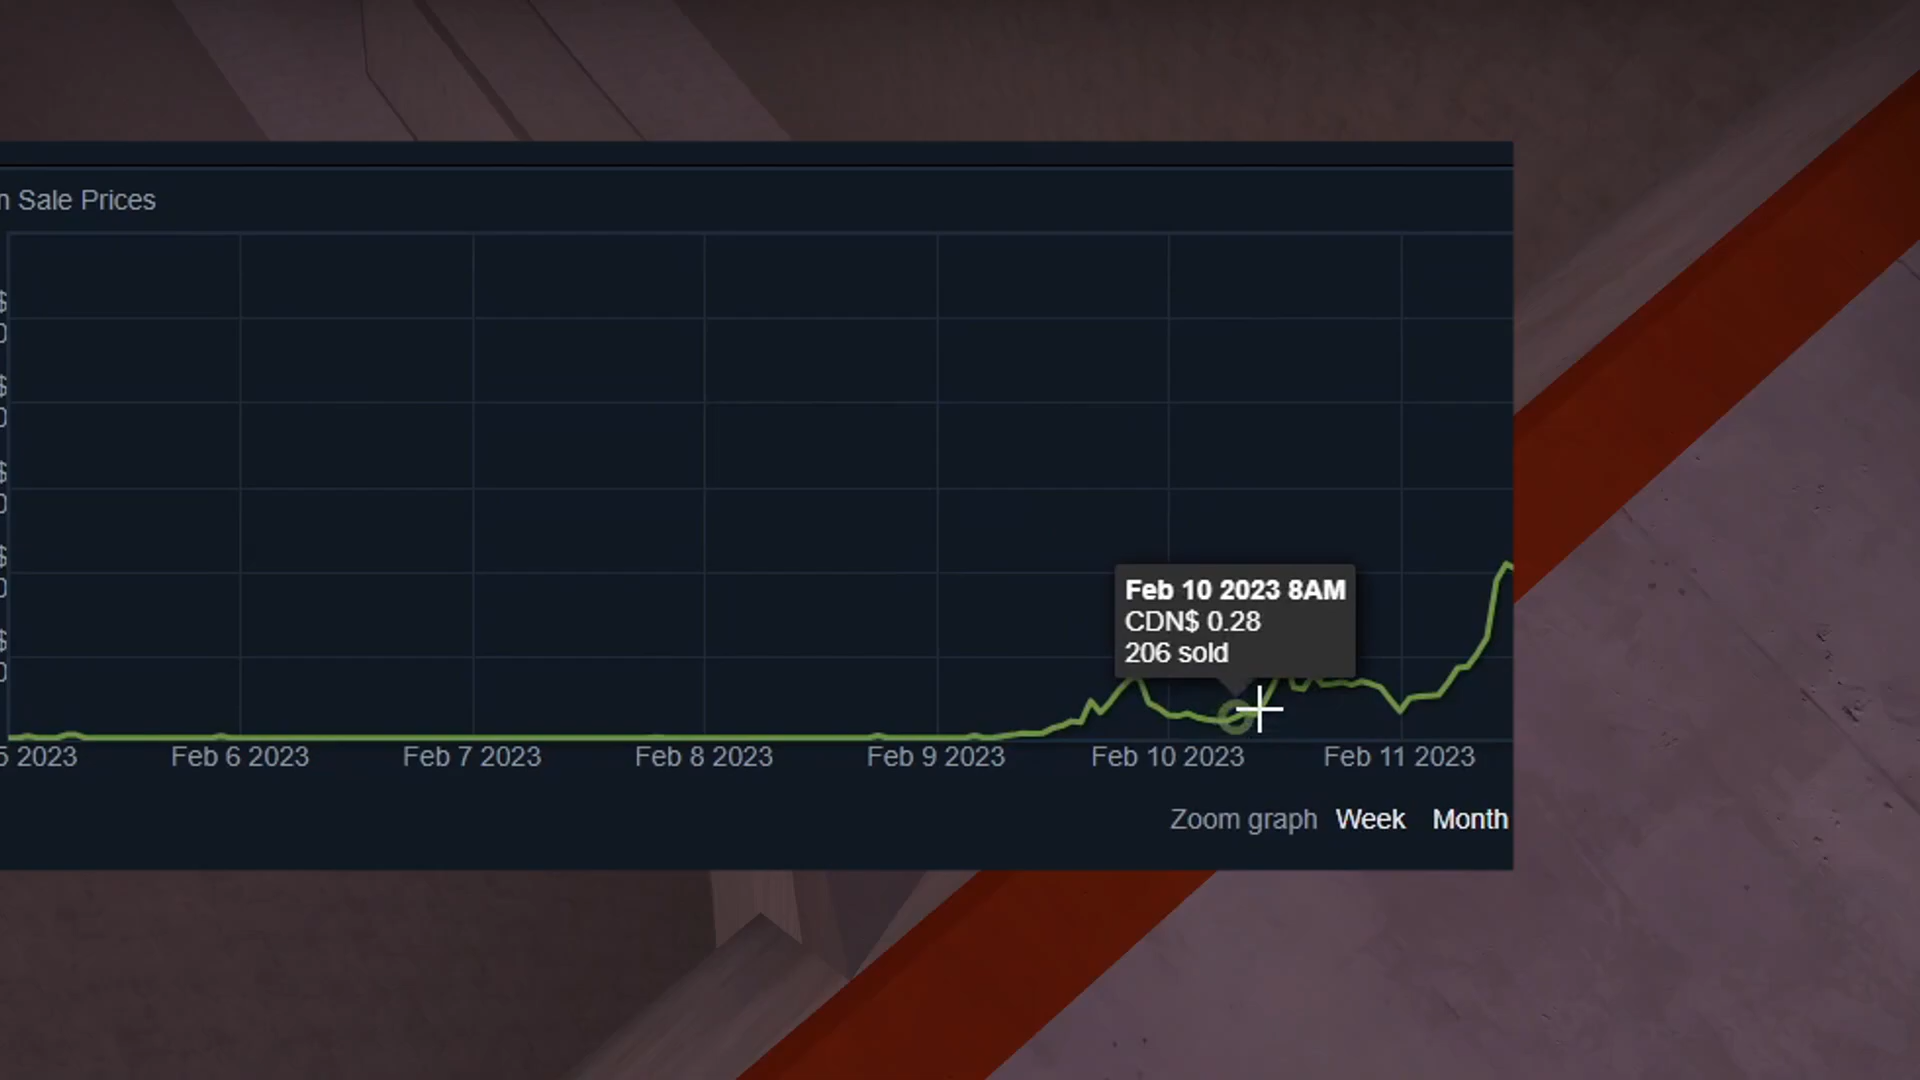 Sale Prices
Feb 10 2023 8AM
CDN$ 0.28
206 sold
5 2023
Feb 6 2023
Feb 7 2023
Feb 8 2023
Feb 9 2023
Feb 10 2023
Feb 11 2023
Zoom graph
Week
Month